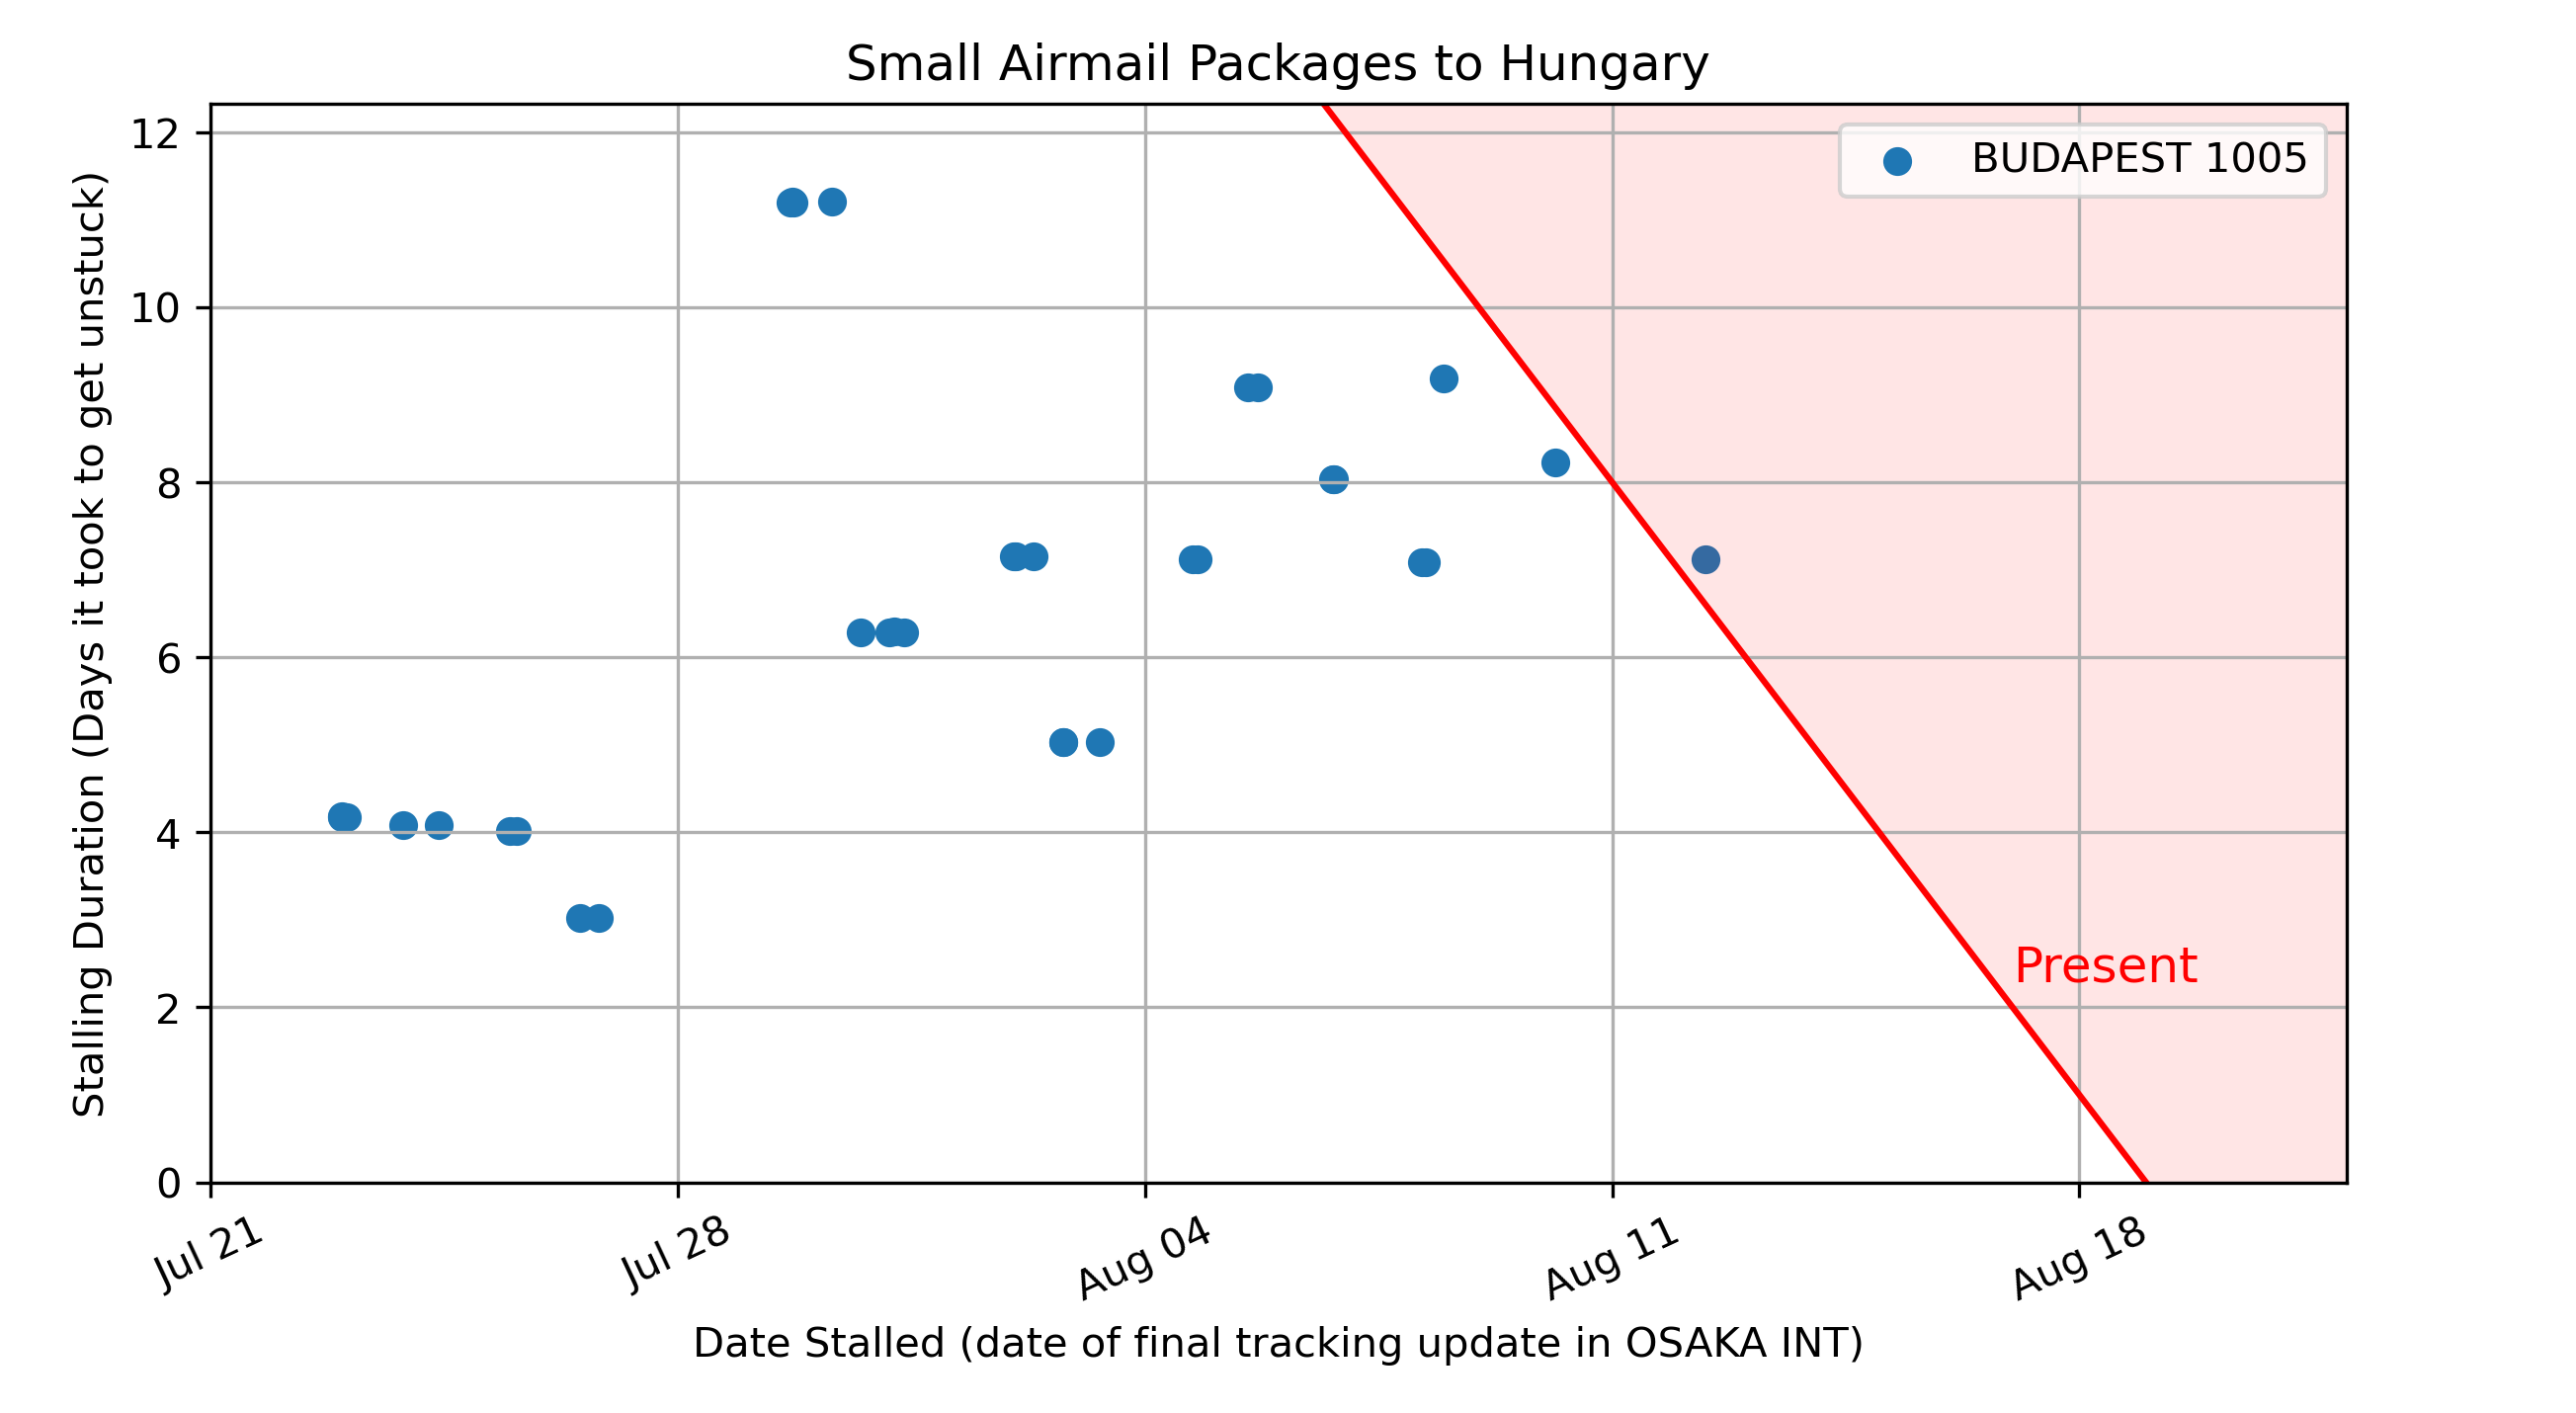 Small Airmail Packages to Hungary
BUDAPEST 1005
Stalling Duration (Days it took to get unstuck)
12
10
8
6
4
2
0
Present
Jul 21
Jul 28
Aug 04
Aug 11
Aug 18
Date Stalled (date of final tracking update in OSAKA INT)